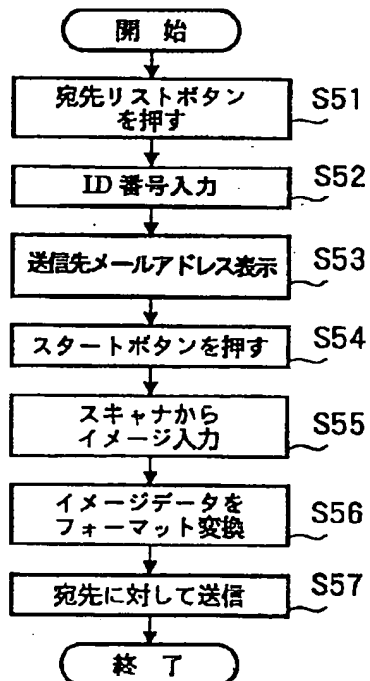 開 始
宛先リストボタン
を押す
S51
ID 番号入力
S52
送信先メールアドレス表示
S53
スタートボタンを押す
S54
スキャナから
イメージ入力
S55
イメージデータを
フォーマット変換
S56
宛先に対して送信
S57
終 了